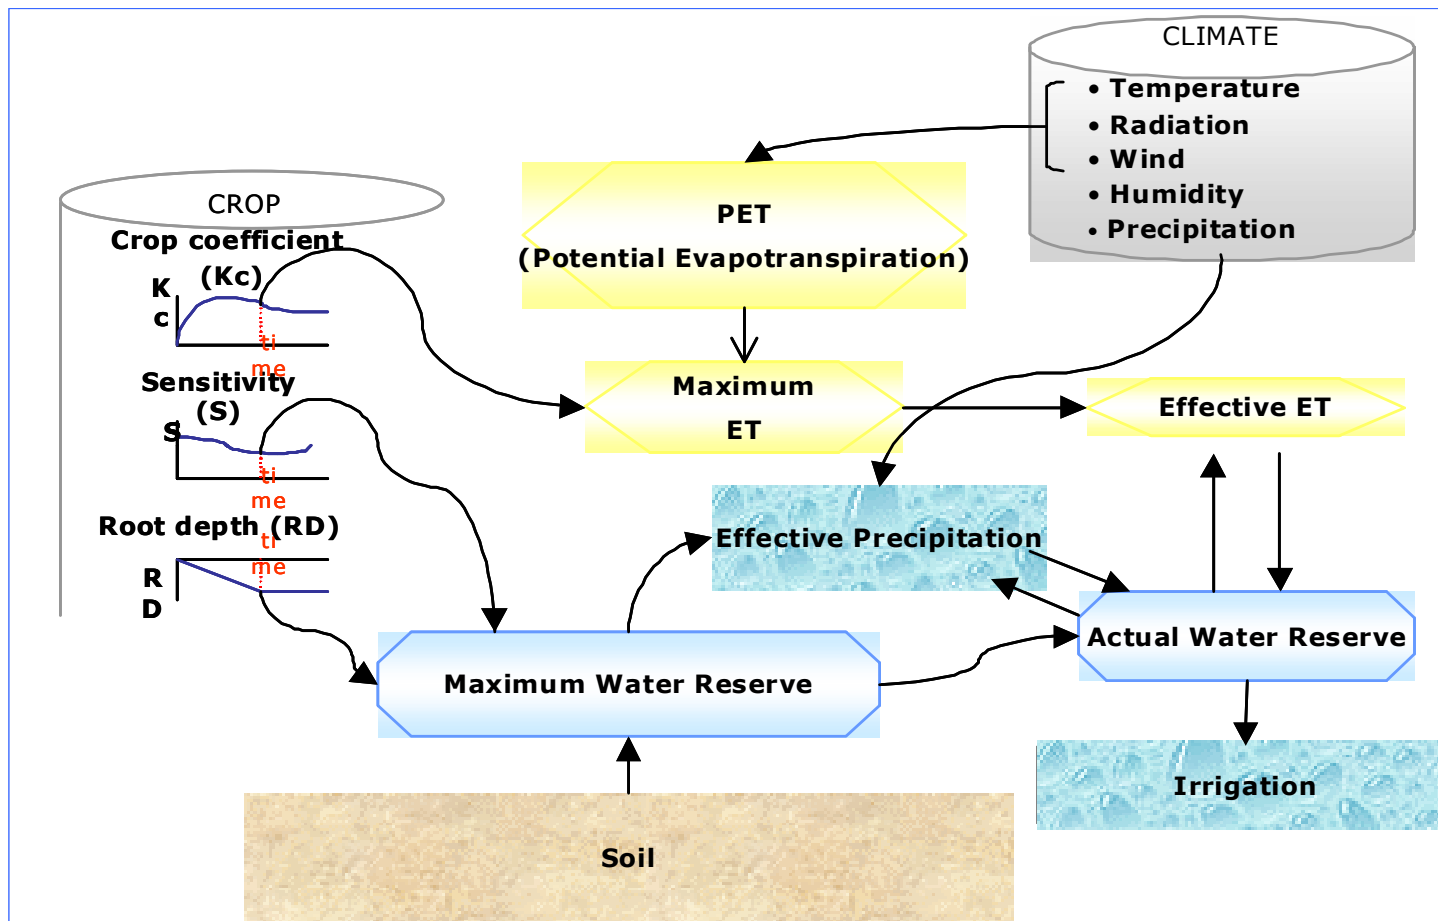 CLIMATE
• Temperature
• Radiation
• Wind
• Humidity
• Precipitation
CROP
Crop coefficient
(Kc)
K
c
ti
me
Sensitivity
(S)
S
ti
me
Root depth (RD)
ti
me
R
D
PET
(Potential Evapotranspiration)
Maximum
ET
Effective ET
Effective Precipitation
Actual Water Reserve
Maximum Water Reserve
Irrigation
Soil